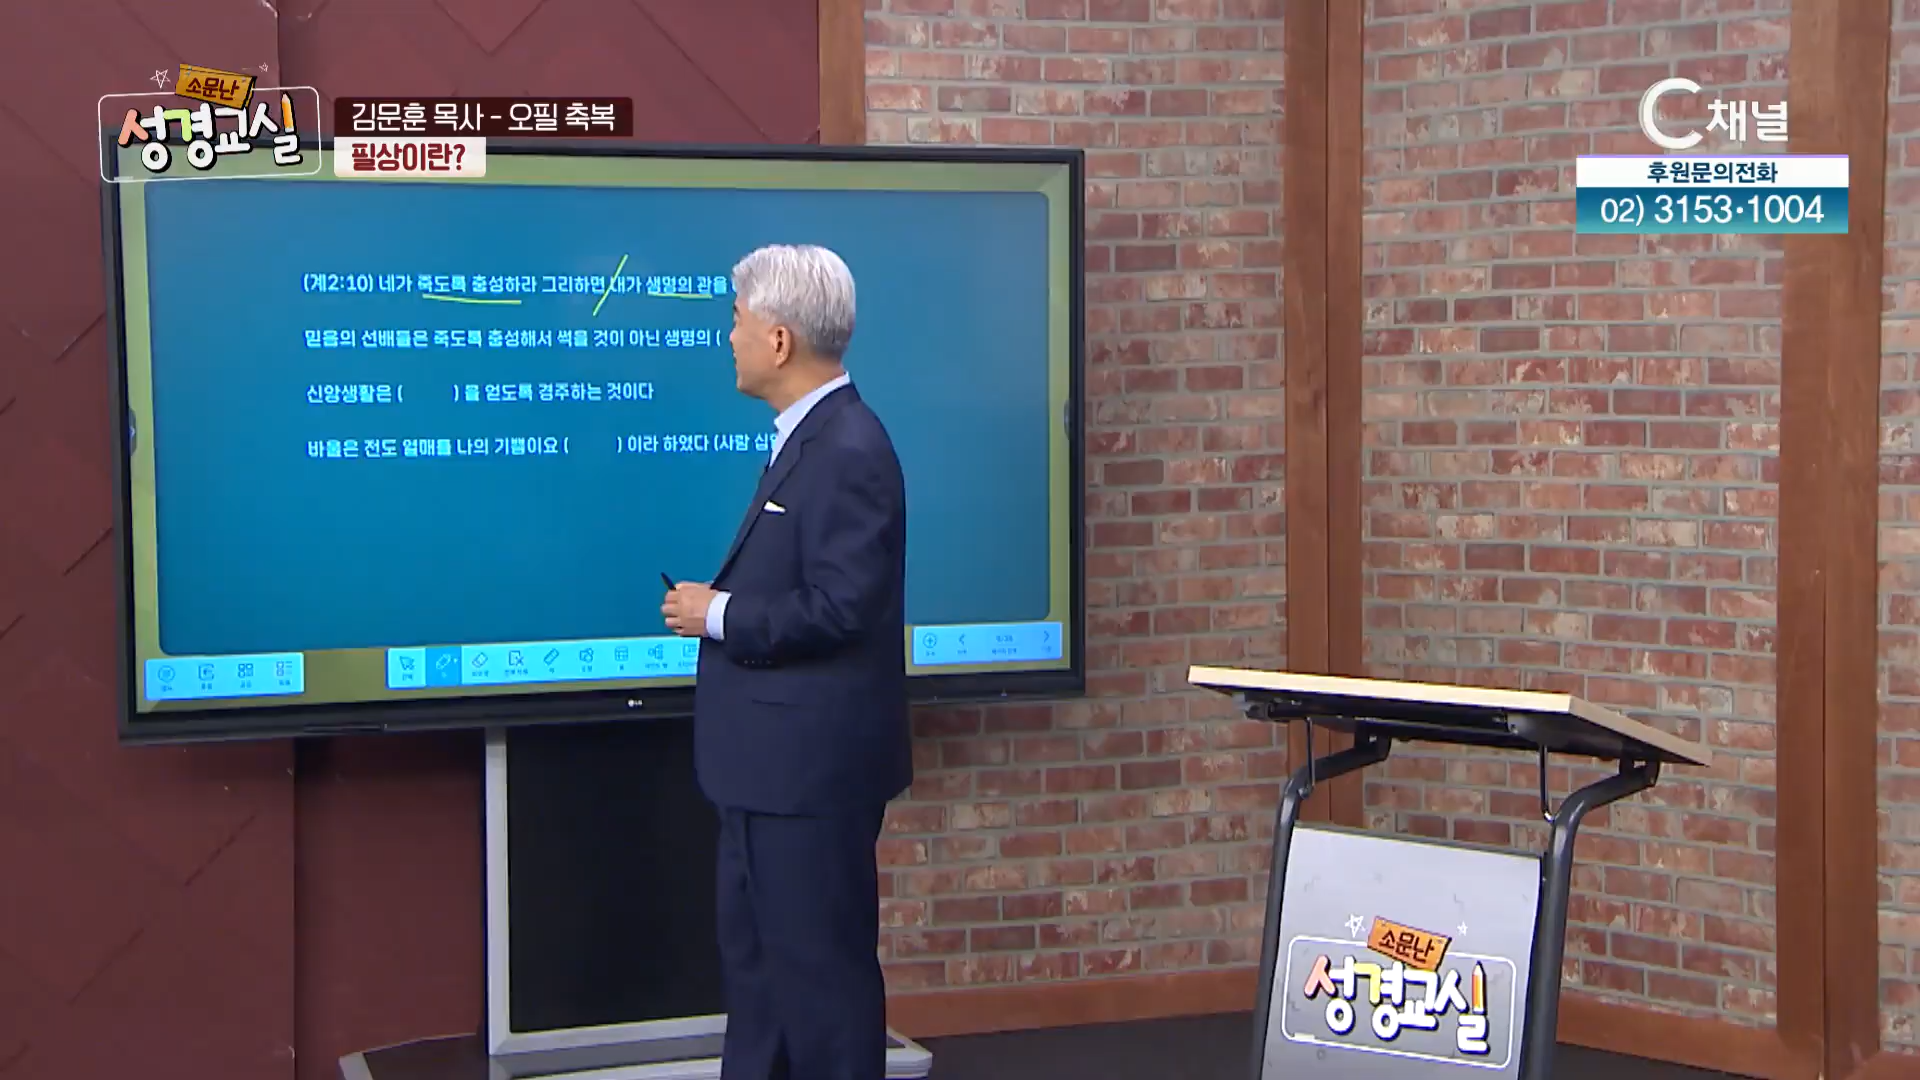 소문난
성경교실
김문훈 목사 - 오필 축복
필상이란?
C채널
후원문의전화
02) 3153·1004
(계2:10) 네가 죽도록 충성하라 그리하면 내가 생명의 관을
믿음의 선배들은 죽도록 충성해서 썩을 것이 아닌 생명의 (
신앙생활은 ( ) 을 얻도록 경주하는 것이다
바울은 전도 열매를 나의 기쁨이요 ( ) 이라 하였다 (사람
LG
소문난
성경교실